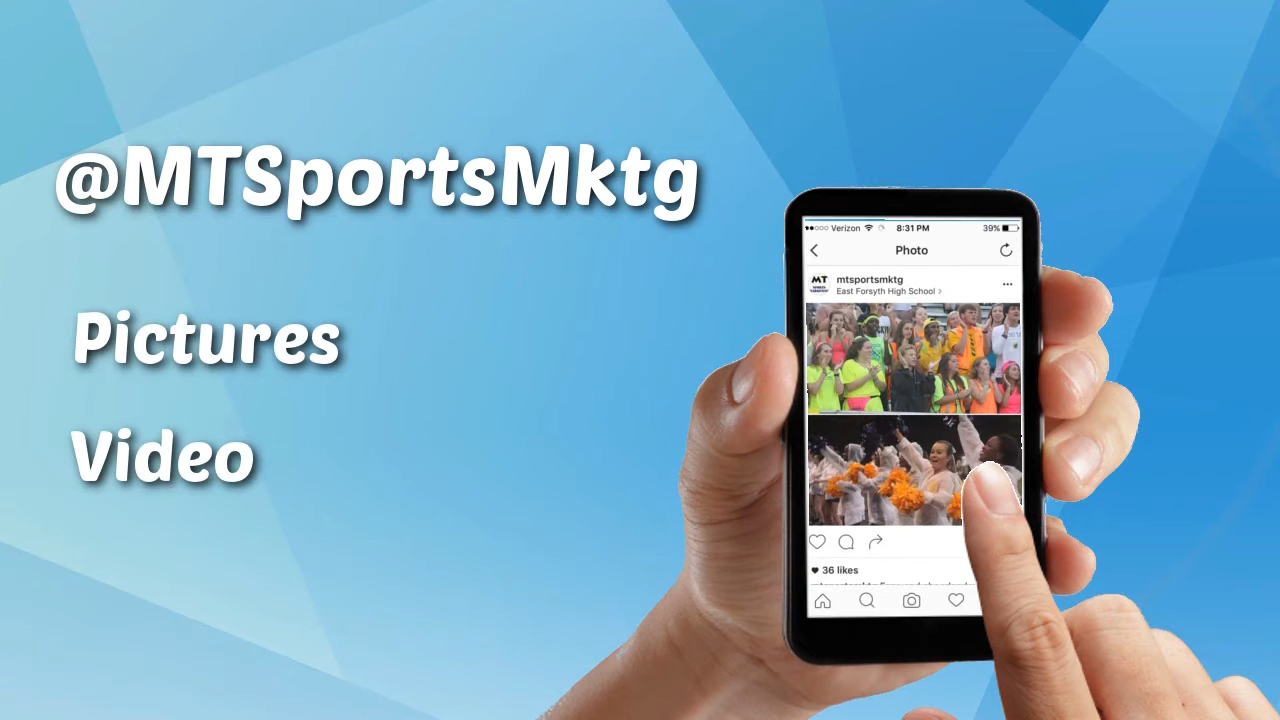 @MTSportsMktg
Pictures
Video
Verizon 8:31 PM 39%
Photo
MT
mtsportsmktg
East Forsyth High School >
36 likes